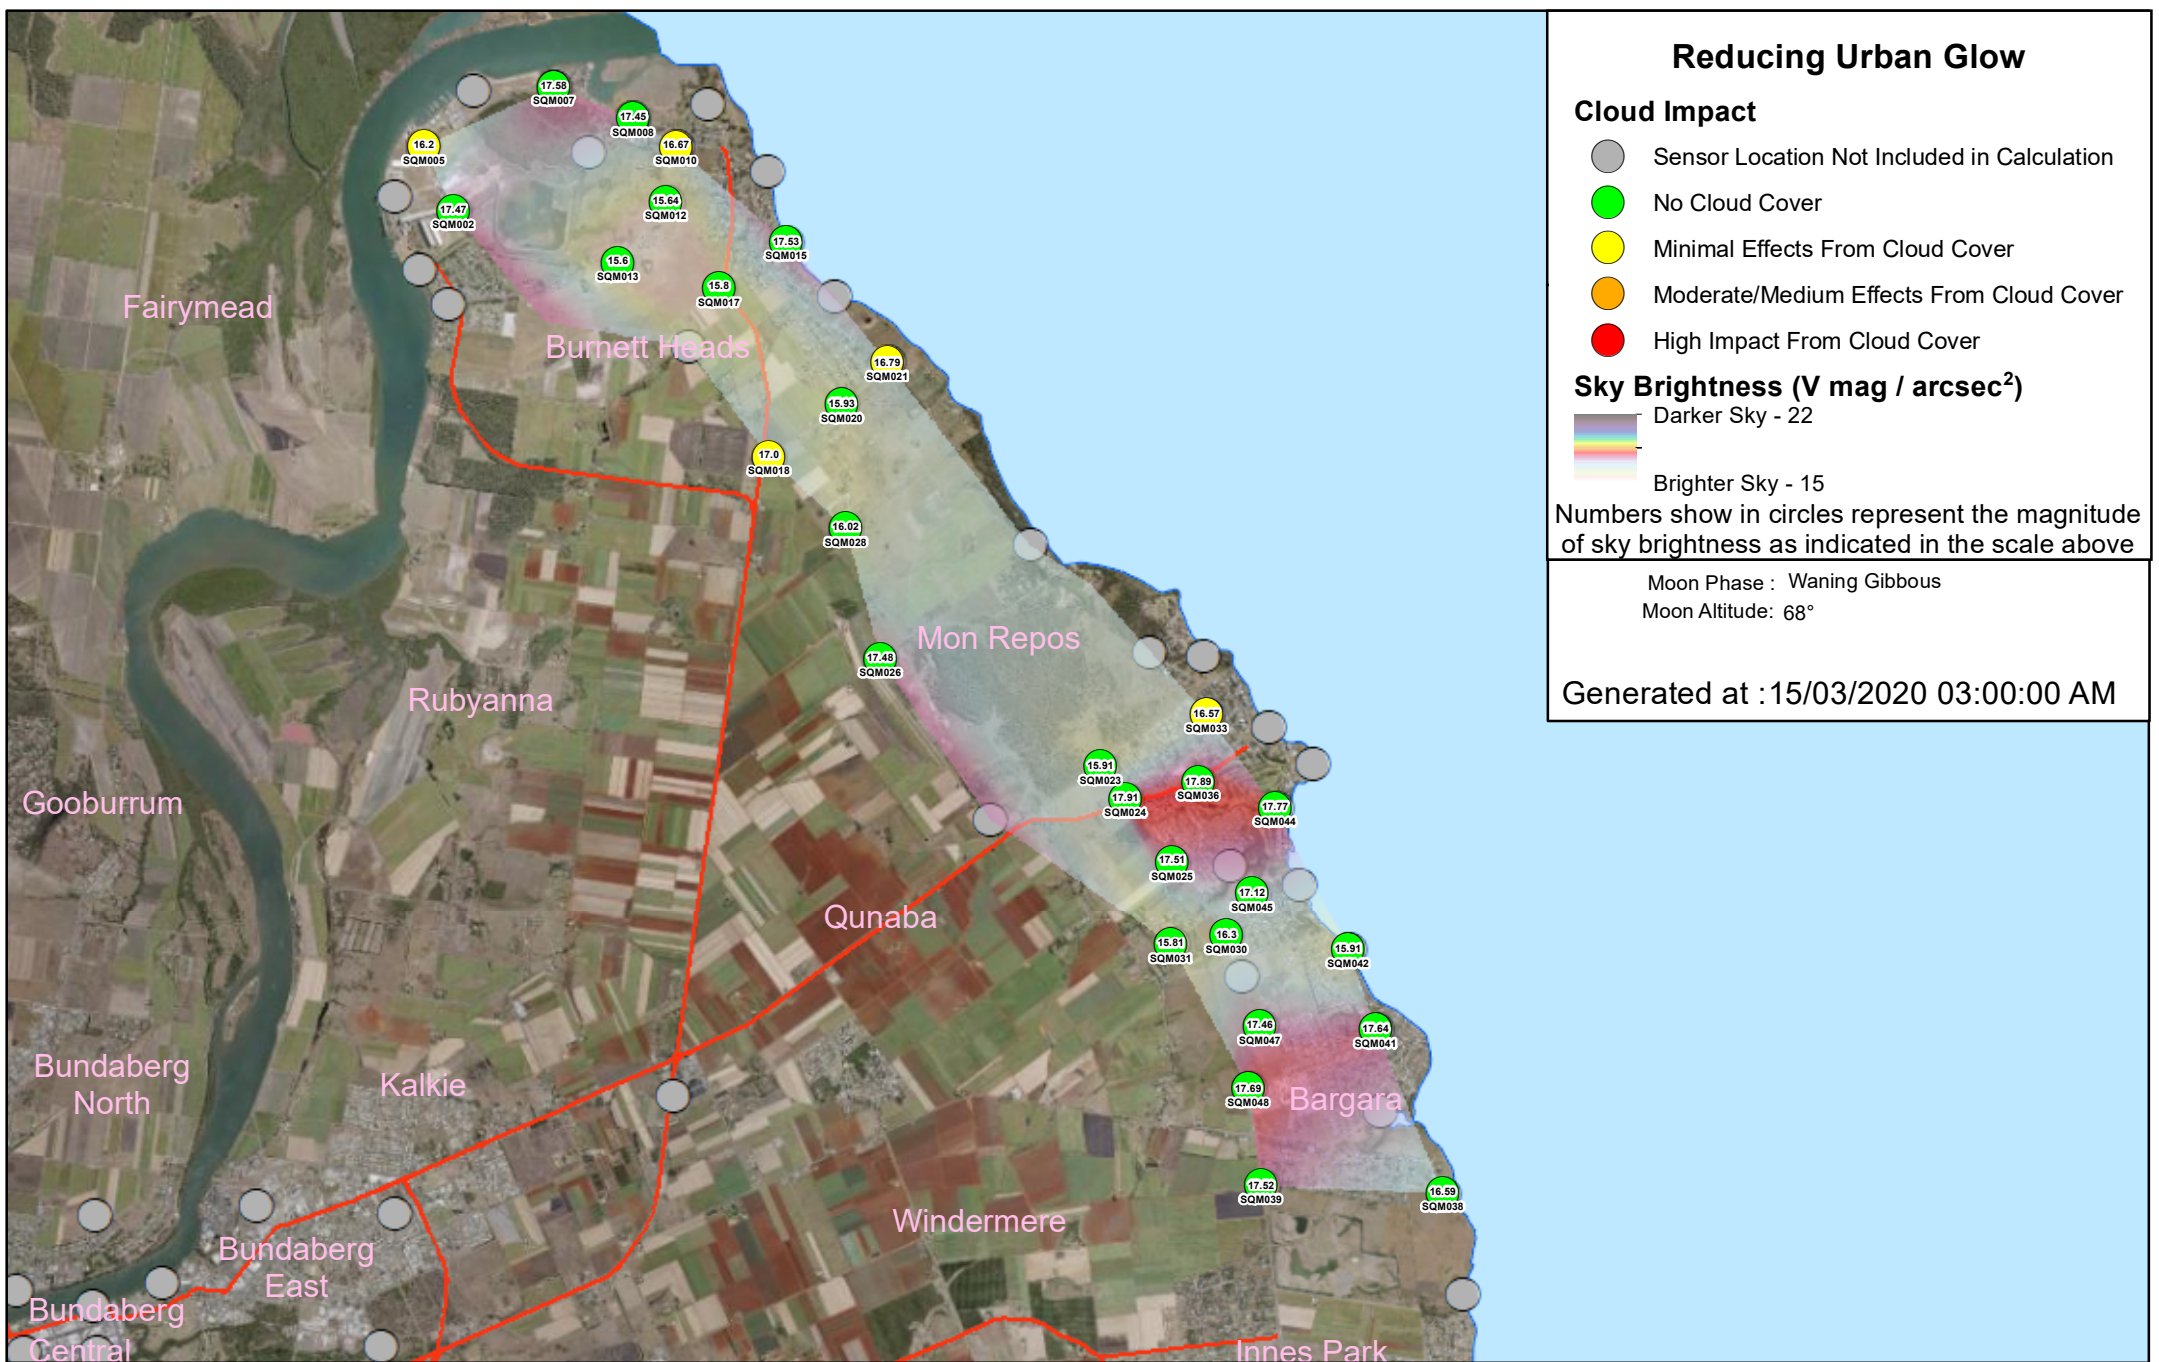 Reducing Urban Glow
Cloud Impact
Sensor Location Not Included in Calculation
No Cloud Cover
Minimal Effects From Cloud Cover
Moderate/Medium Effects From Cloud Cover
High Impact From Cloud Cover
Sky Brightness (V mag / arcsec²)
Darker Sky - 22
Brighter Sky - 15
Numbers show in circles represent the magnitude
of sky brightness as indicated in the scale above
Moon Phase : Waning Gibbous
Moon Altitude: 68°
Generated at :15/03/2020 03:00:00 AM
17.58
SQM007
17.45
SQM008
16.2
SQM005
16.67
SQM010
17.47
SQM002
15.64
SQM012
17.53
SQM015
15.6
SQM013
15.8
SQM017
Fairymead
Burnett Heads
16.79
SQM021
15.93
SQM020
17.0
SQM018
16.02
SQM028
Mon Repos
17.48
SQM026
Rubyanna
16.57
SQM033
15.91
SQM023
17.89
SQM036
17.91
SQM024
17.77
SQM044
Gooburrum
17.51
SQM025
17.12
SQM045
Qunaba
16.3
SQM030
15.81
SQM031
15.91
SQM042
17.46
SQM047
17.64
SQM041
Bundaberg
North
Kalkie
17.69
SQM048
Bargara
17.52
SQM039
16.59
SQM038
Windermere
Bundaberg
East
Bundaberg
Central
Innes Park